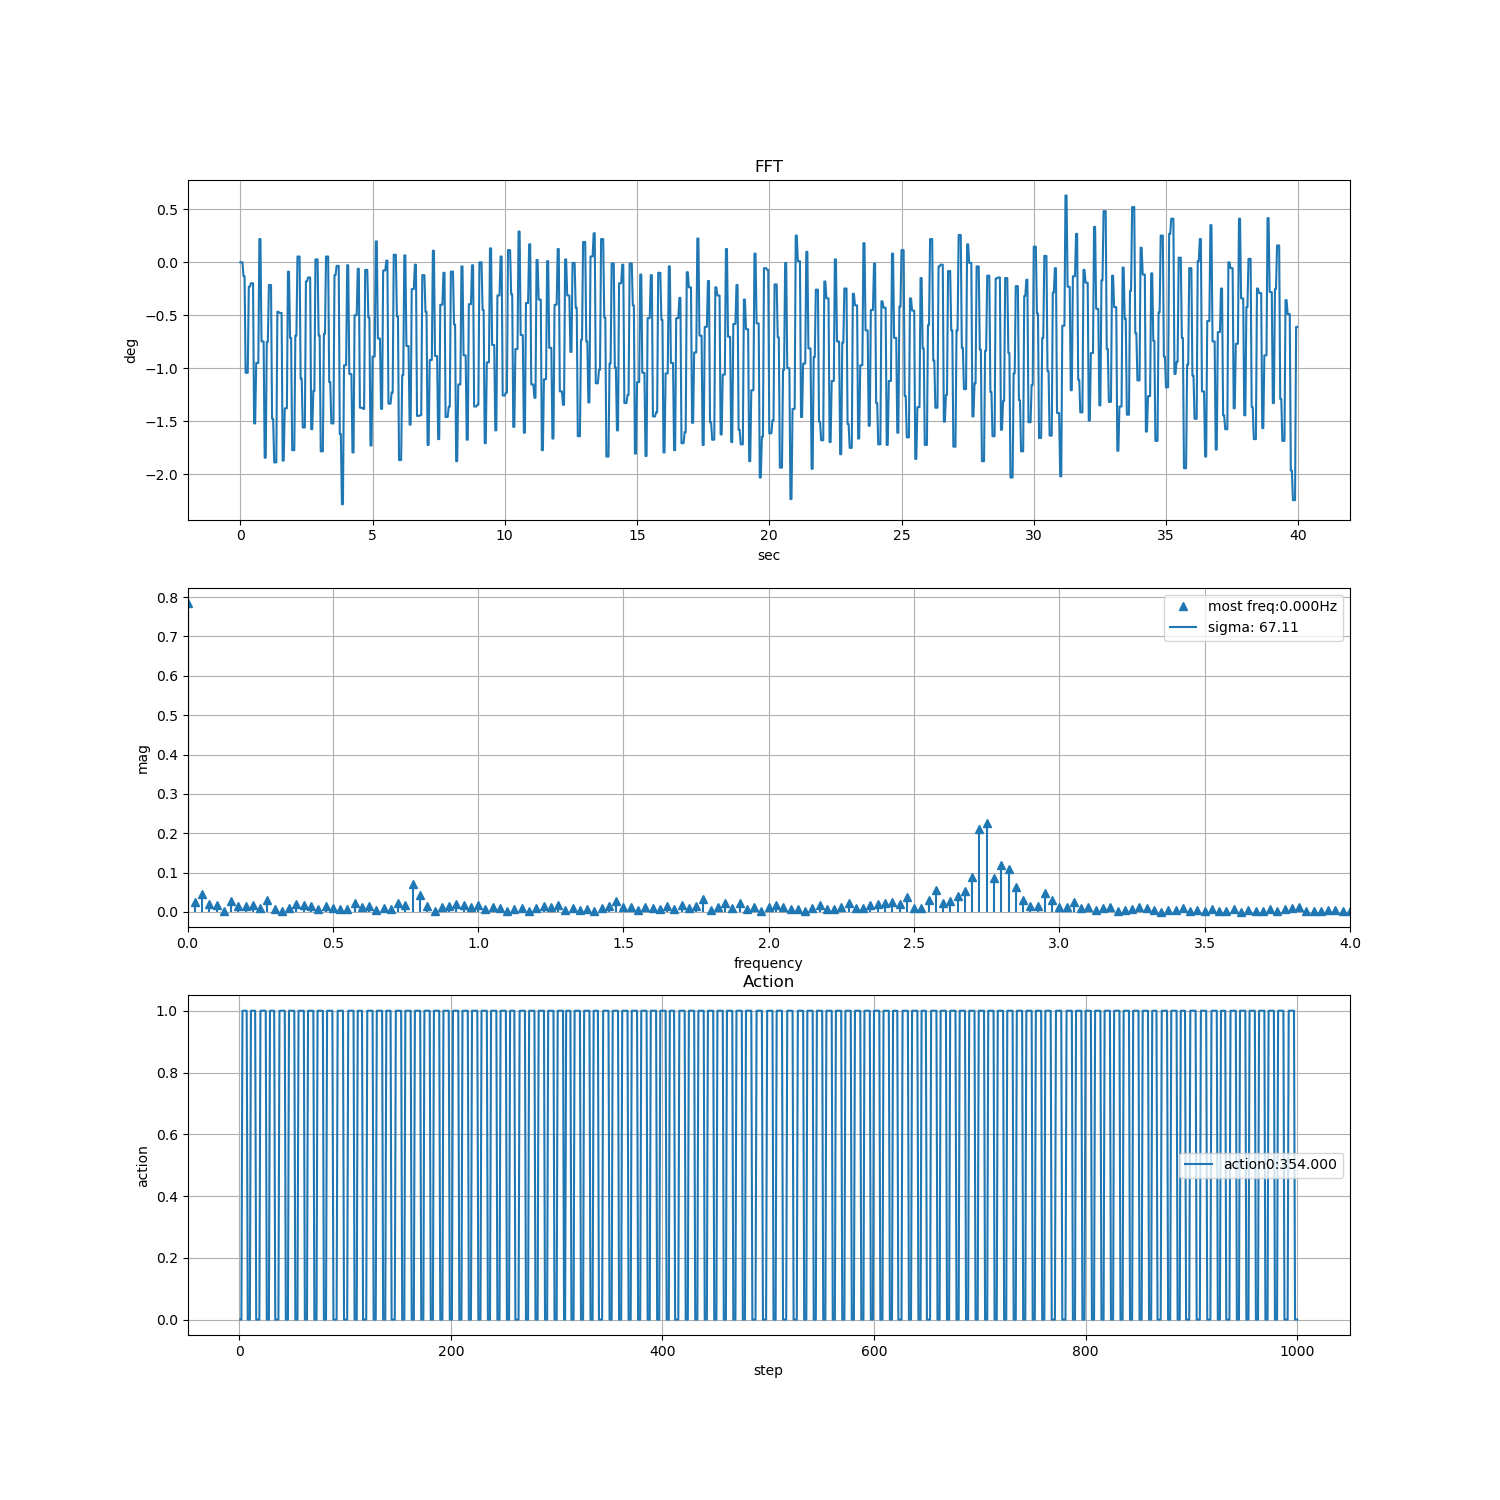 FFT
0.5
0.0
−0.5
−1.0
−1.5
−2.0
deg
0 5 10 15 20 25 30 35 40
sec
0.8
0.7
0.6
0.5
0.4
0.3
0.2
0.1
0.0
mag
most freq:0.000Hz
sigma: 67.11
0.0 0.5 1.0 1.5 2.0 2.5 3.0 3.5 4.0
frequency
Action
1.0
0.8
0.6
0.4
0.2
0.0
action
action0:354.000
0 200 400 600 800 1000
step